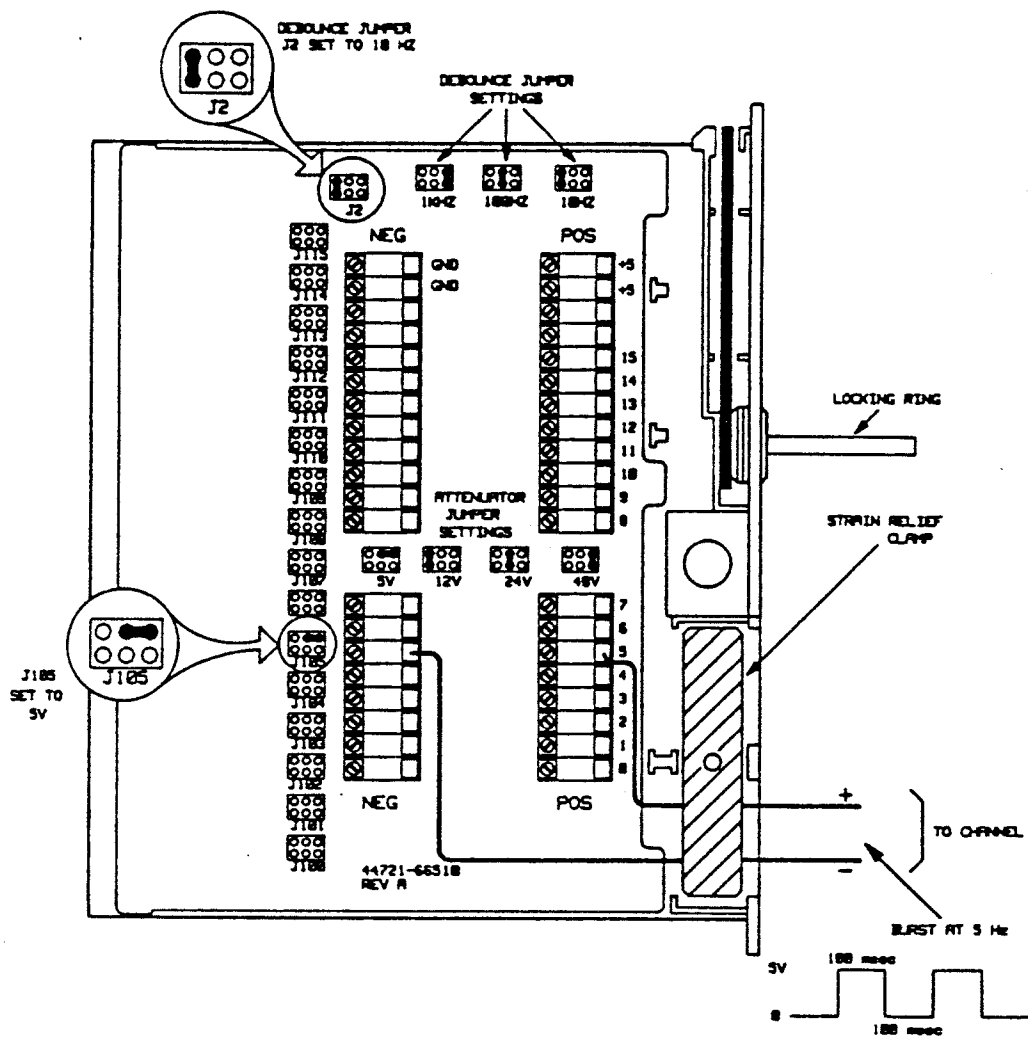 DEBOUNCE JUMPER
J2 SET TO 10 HZ
J2
DEBOUNCE JUMPER
SETTINGS
J2
1KHZ
100HZ
10HZ
NEG
POS
J115
J114
J113
J112
J111
J110
J109
J108
J107
J105
J104
J103
J102
J101
J100
GND
GND
+5
+5
15
14
13
12
11
10
9
8
LOCKING RING
ATTENUATOR
JUMPER
SETTINGS
STRAIN RELIEF
CLAMP
5V
12V
24V
48V
7
6
5
4
3
2
1
0
J105
J105
SET TO
5V
NEG
POS
44721-66510
REV A
+
-
TO CHANNEL
BURST AT 5 Hz
5V
100 msec
0
100 msec